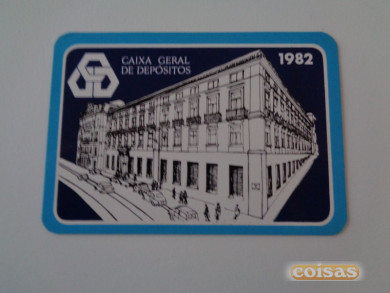 CAIXA GERAL
DE DEPÓSITOS
1982
coisas